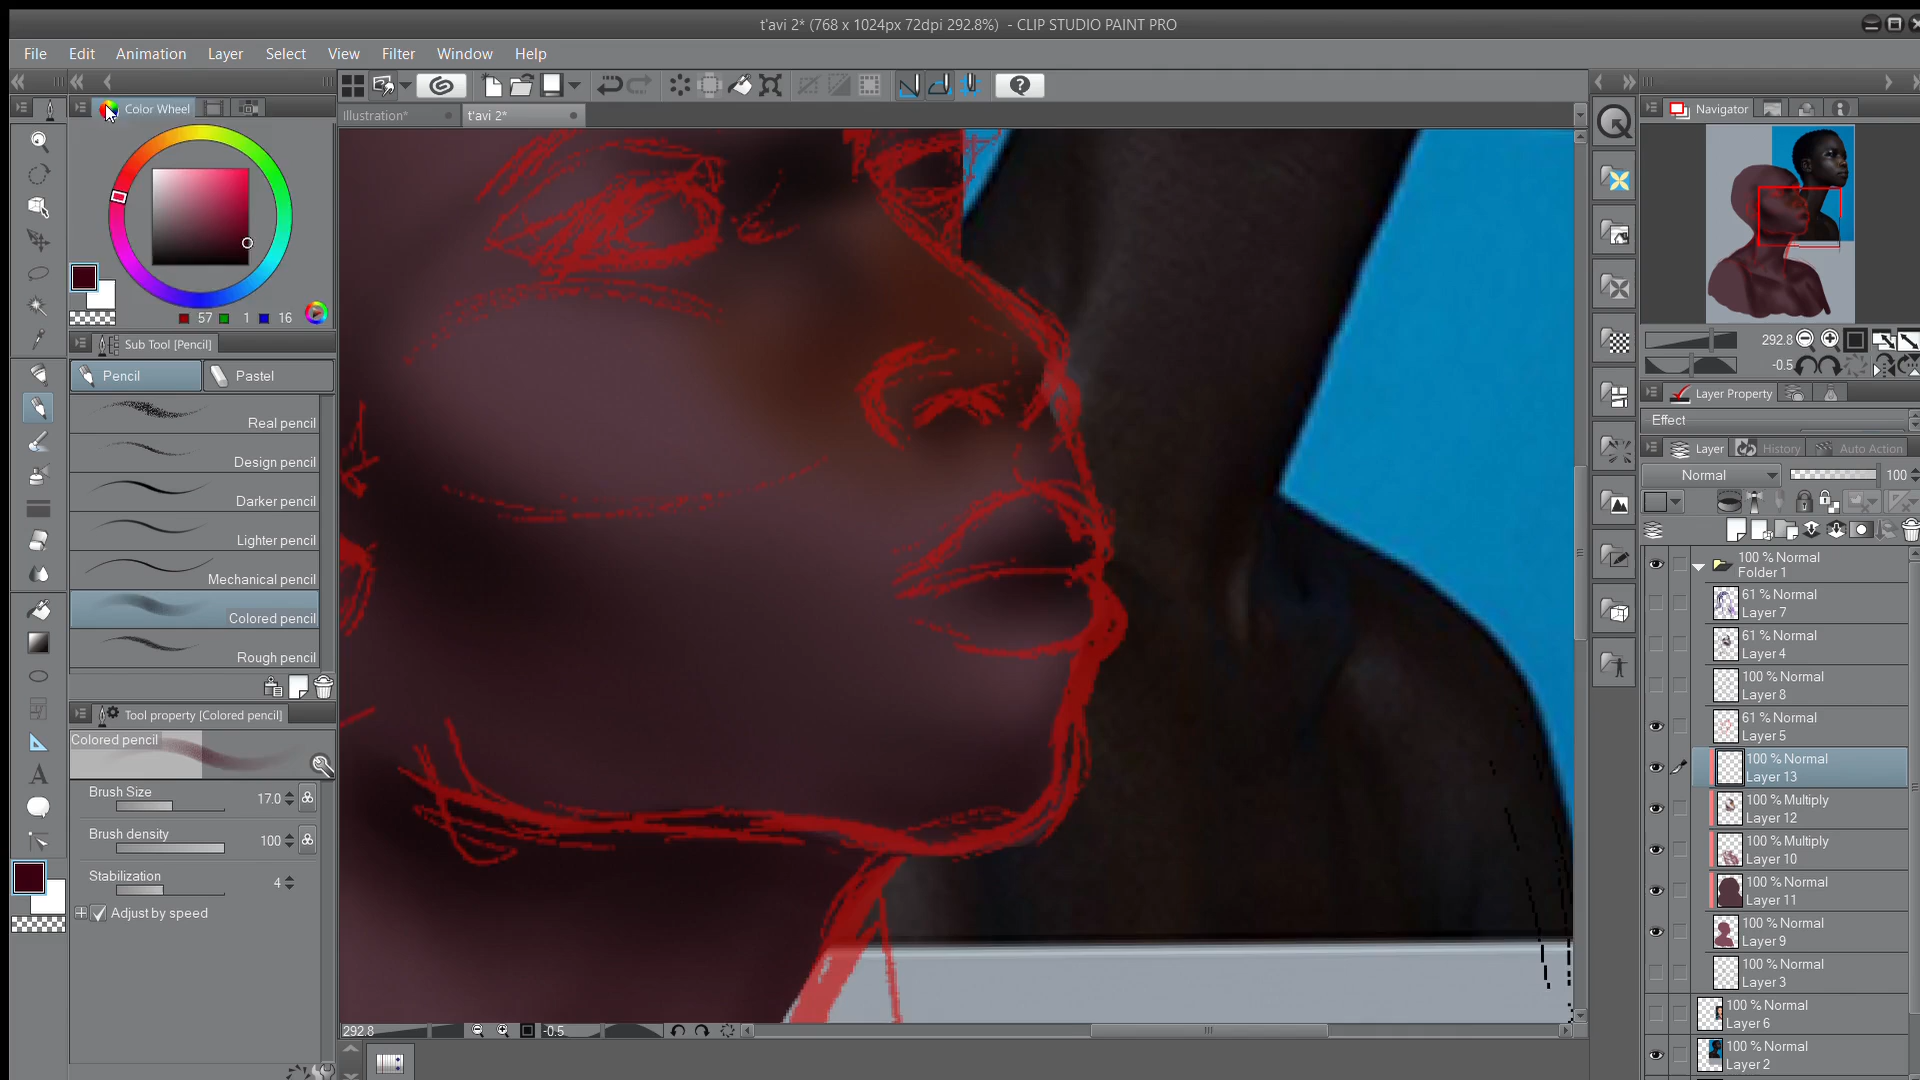 t'avi 2* (768 x 1024px 72dpi 292.8%) - CLIP STUDIO PAINT PRO
File Edit Animation Layer Select View Filter Window Help
Color Wheel
Illustration* t'avi 2*
Navigator
57 1 16
Sub Tool [Pencil]
Pencil Pastel
Real pencil
Design pencil
Darker pencil
Lighter pencil
Mechanical pencil
Colored pencil
Rough pencil
Tool property [Colored pencil]
Colored pencil
Brush Size 17.0
Brush density 100
Stabilization 4
Adjust by speed
A
292.8 -0.5
292.8
-0.5
Layer Property
Effect
Layer History Auto Action
Normal 100
100 % Normal
Folder 1
61 % Normal
Layer 7
61 % Normal
Layer 4
100 % Normal
Layer 8
61 % Normal
Layer 5
100 % Normal
Layer 13
100 % Multiply
Layer 12
100 % Multiply
Layer 10
100 % Normal
Layer 11
100 % Normal
Layer 9
100 % Normal
Layer 3
100 % Normal
Layer 6
100 % Normal
Layer 2